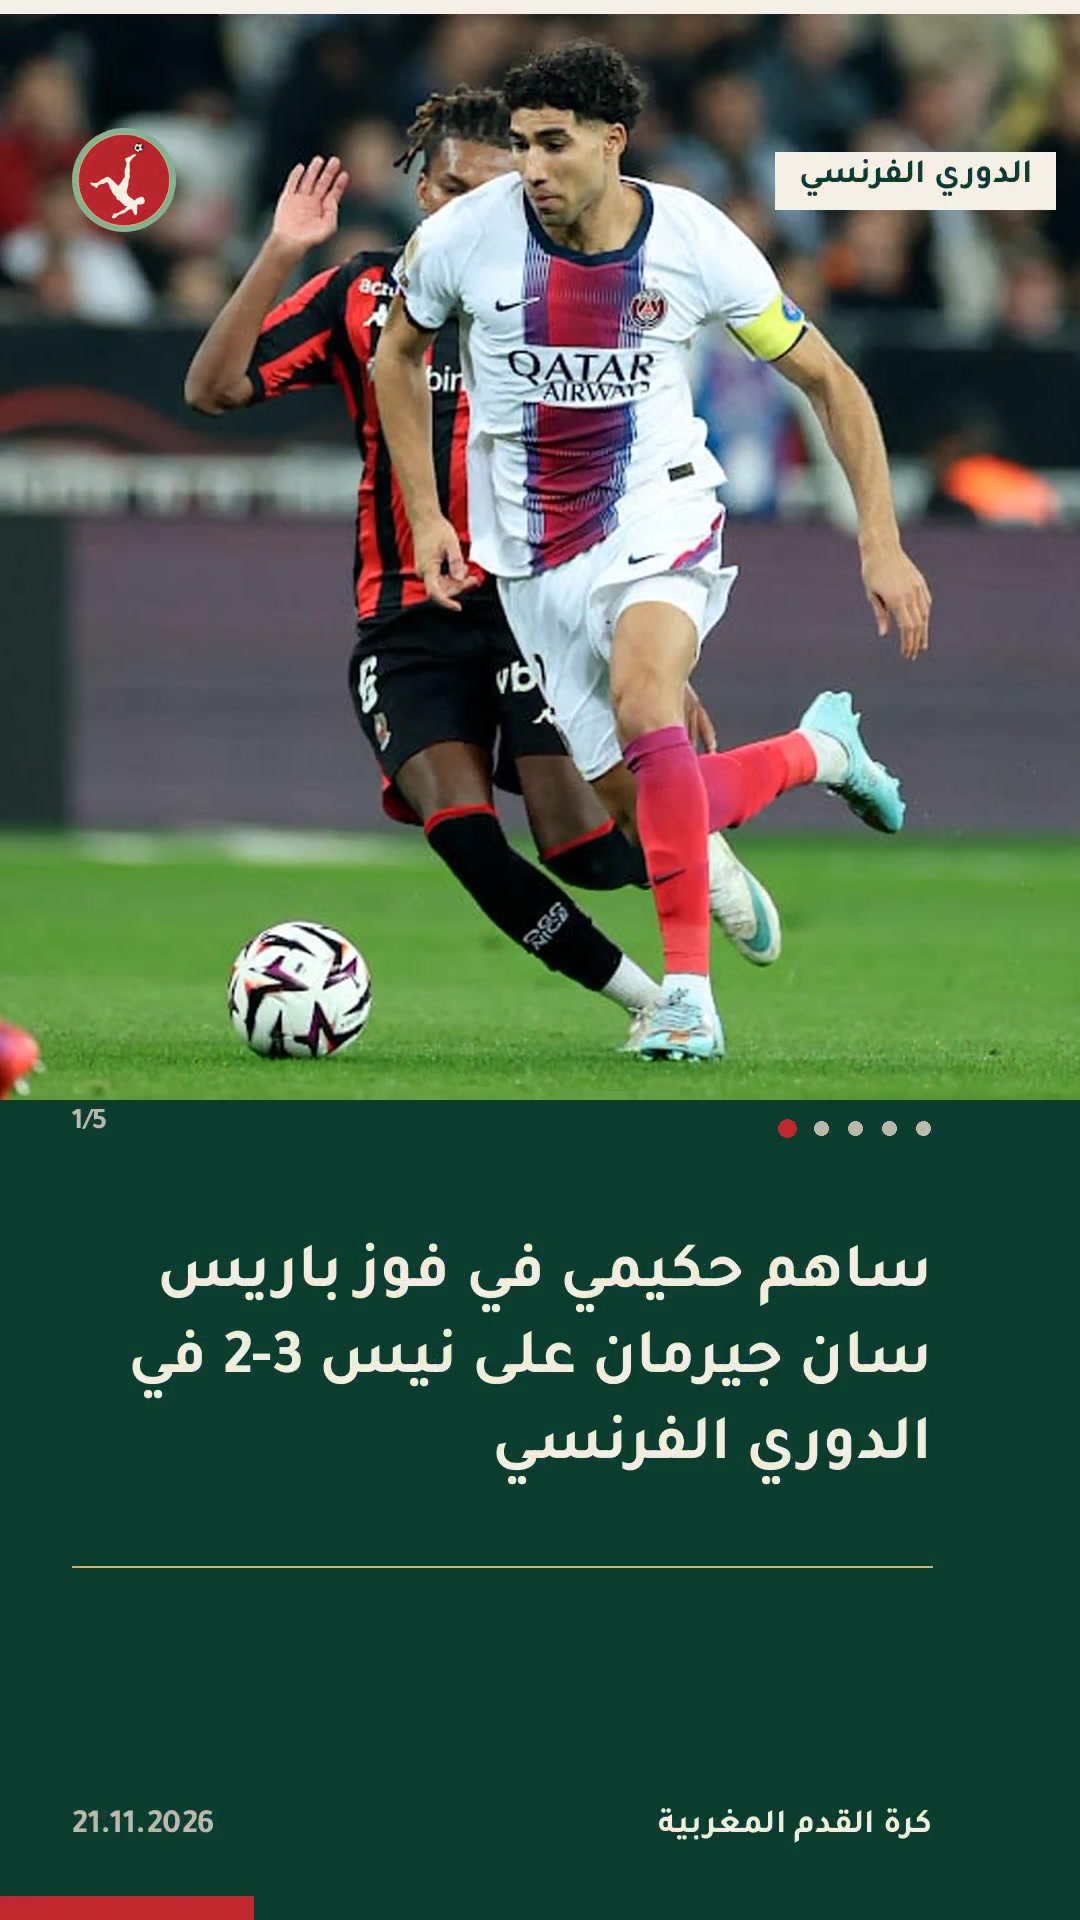 الدوري الفرنسي
QATAR
AIRWAYS
6
1/5
ساهم حكيمي في فوز باريس
سان جيرمان على نيس 3-2 في
الدوري الفرنسي
21.11.2026
كرة القدم المغربية